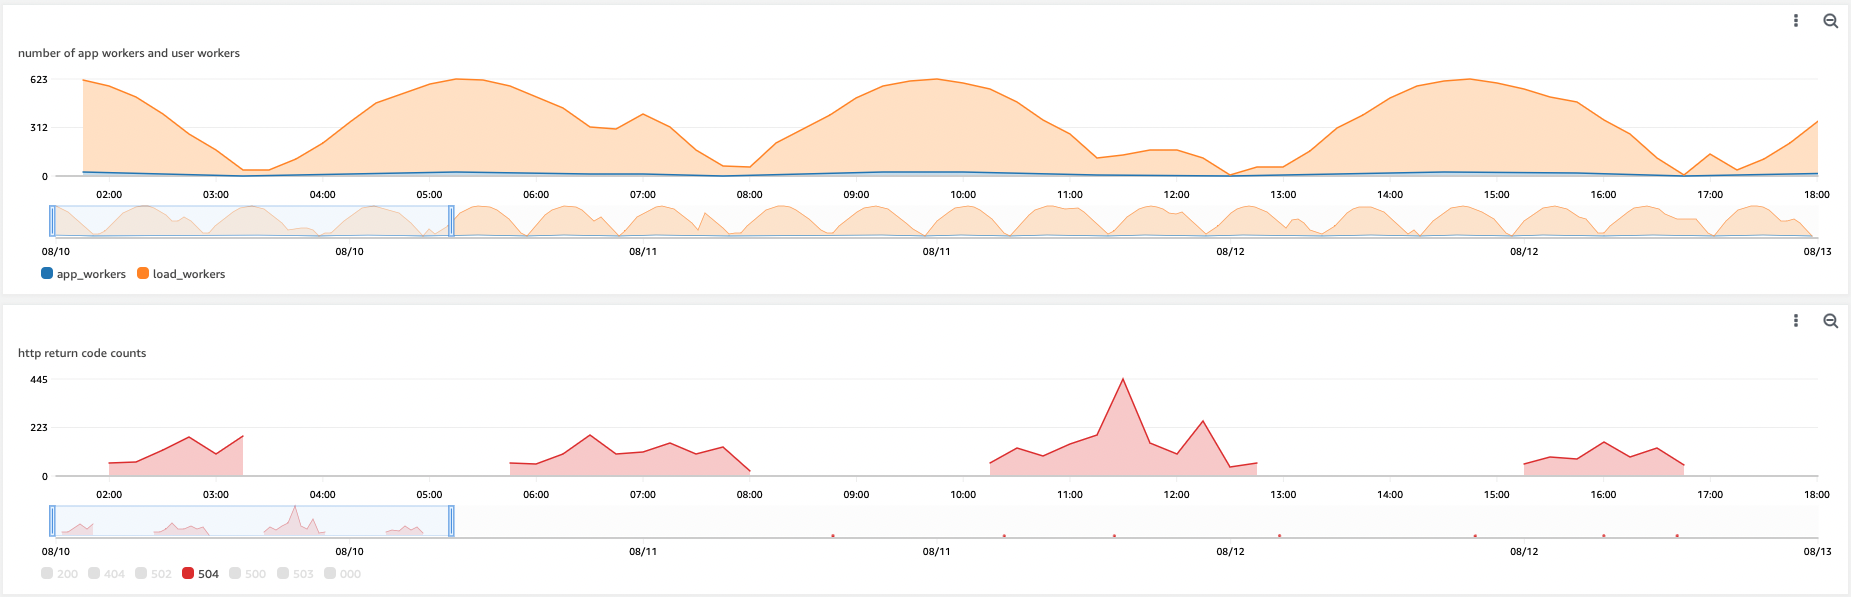 number of app workers and user workers
623
312
0
02:00 03:00 04:00 05:00 06:00 07:00 08:00 09:00 10:00 11:00 12:00 13:00 14:00 15:00 16:00 17:00 18:00
08/10 08/10 08/11 08/11 08/12 08/12 08/13
app_workers load_workers
http return code counts
445
223
0
02:00 03:00 04:00 05:00 06:00 07:00 08:00 09:00 10:00 11:00 12:00 13:00 14:00 15:00 16:00 17:00 18:00
08/10 08/10 08/11 08/11 08/12 08/12 08/13
200 404 502 504 500 503 000